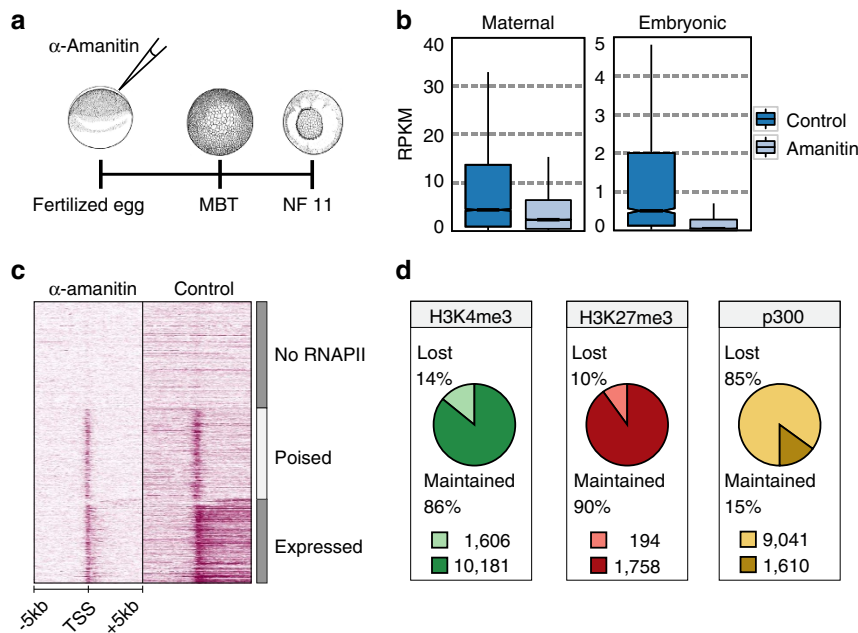 a
α-Amanitin
Fertilized egg
MBT
NF 11
b
Maternal
Embryonic
RPKM
40
30
20
10
0
5
4
3
2
1
0
Control
Amanitin
c
α-amanitin
Control
No RNAPII
Poised
Expressed
-5kb
TSS
+5kb
d
H3K4me3
Lost
14%
Maintained
86%
1,606
10,181
H3K27me3
Lost
10%
Maintained
90%
194
1,758
p300
Lost
85%
Maintained
15%
9,041
1,610